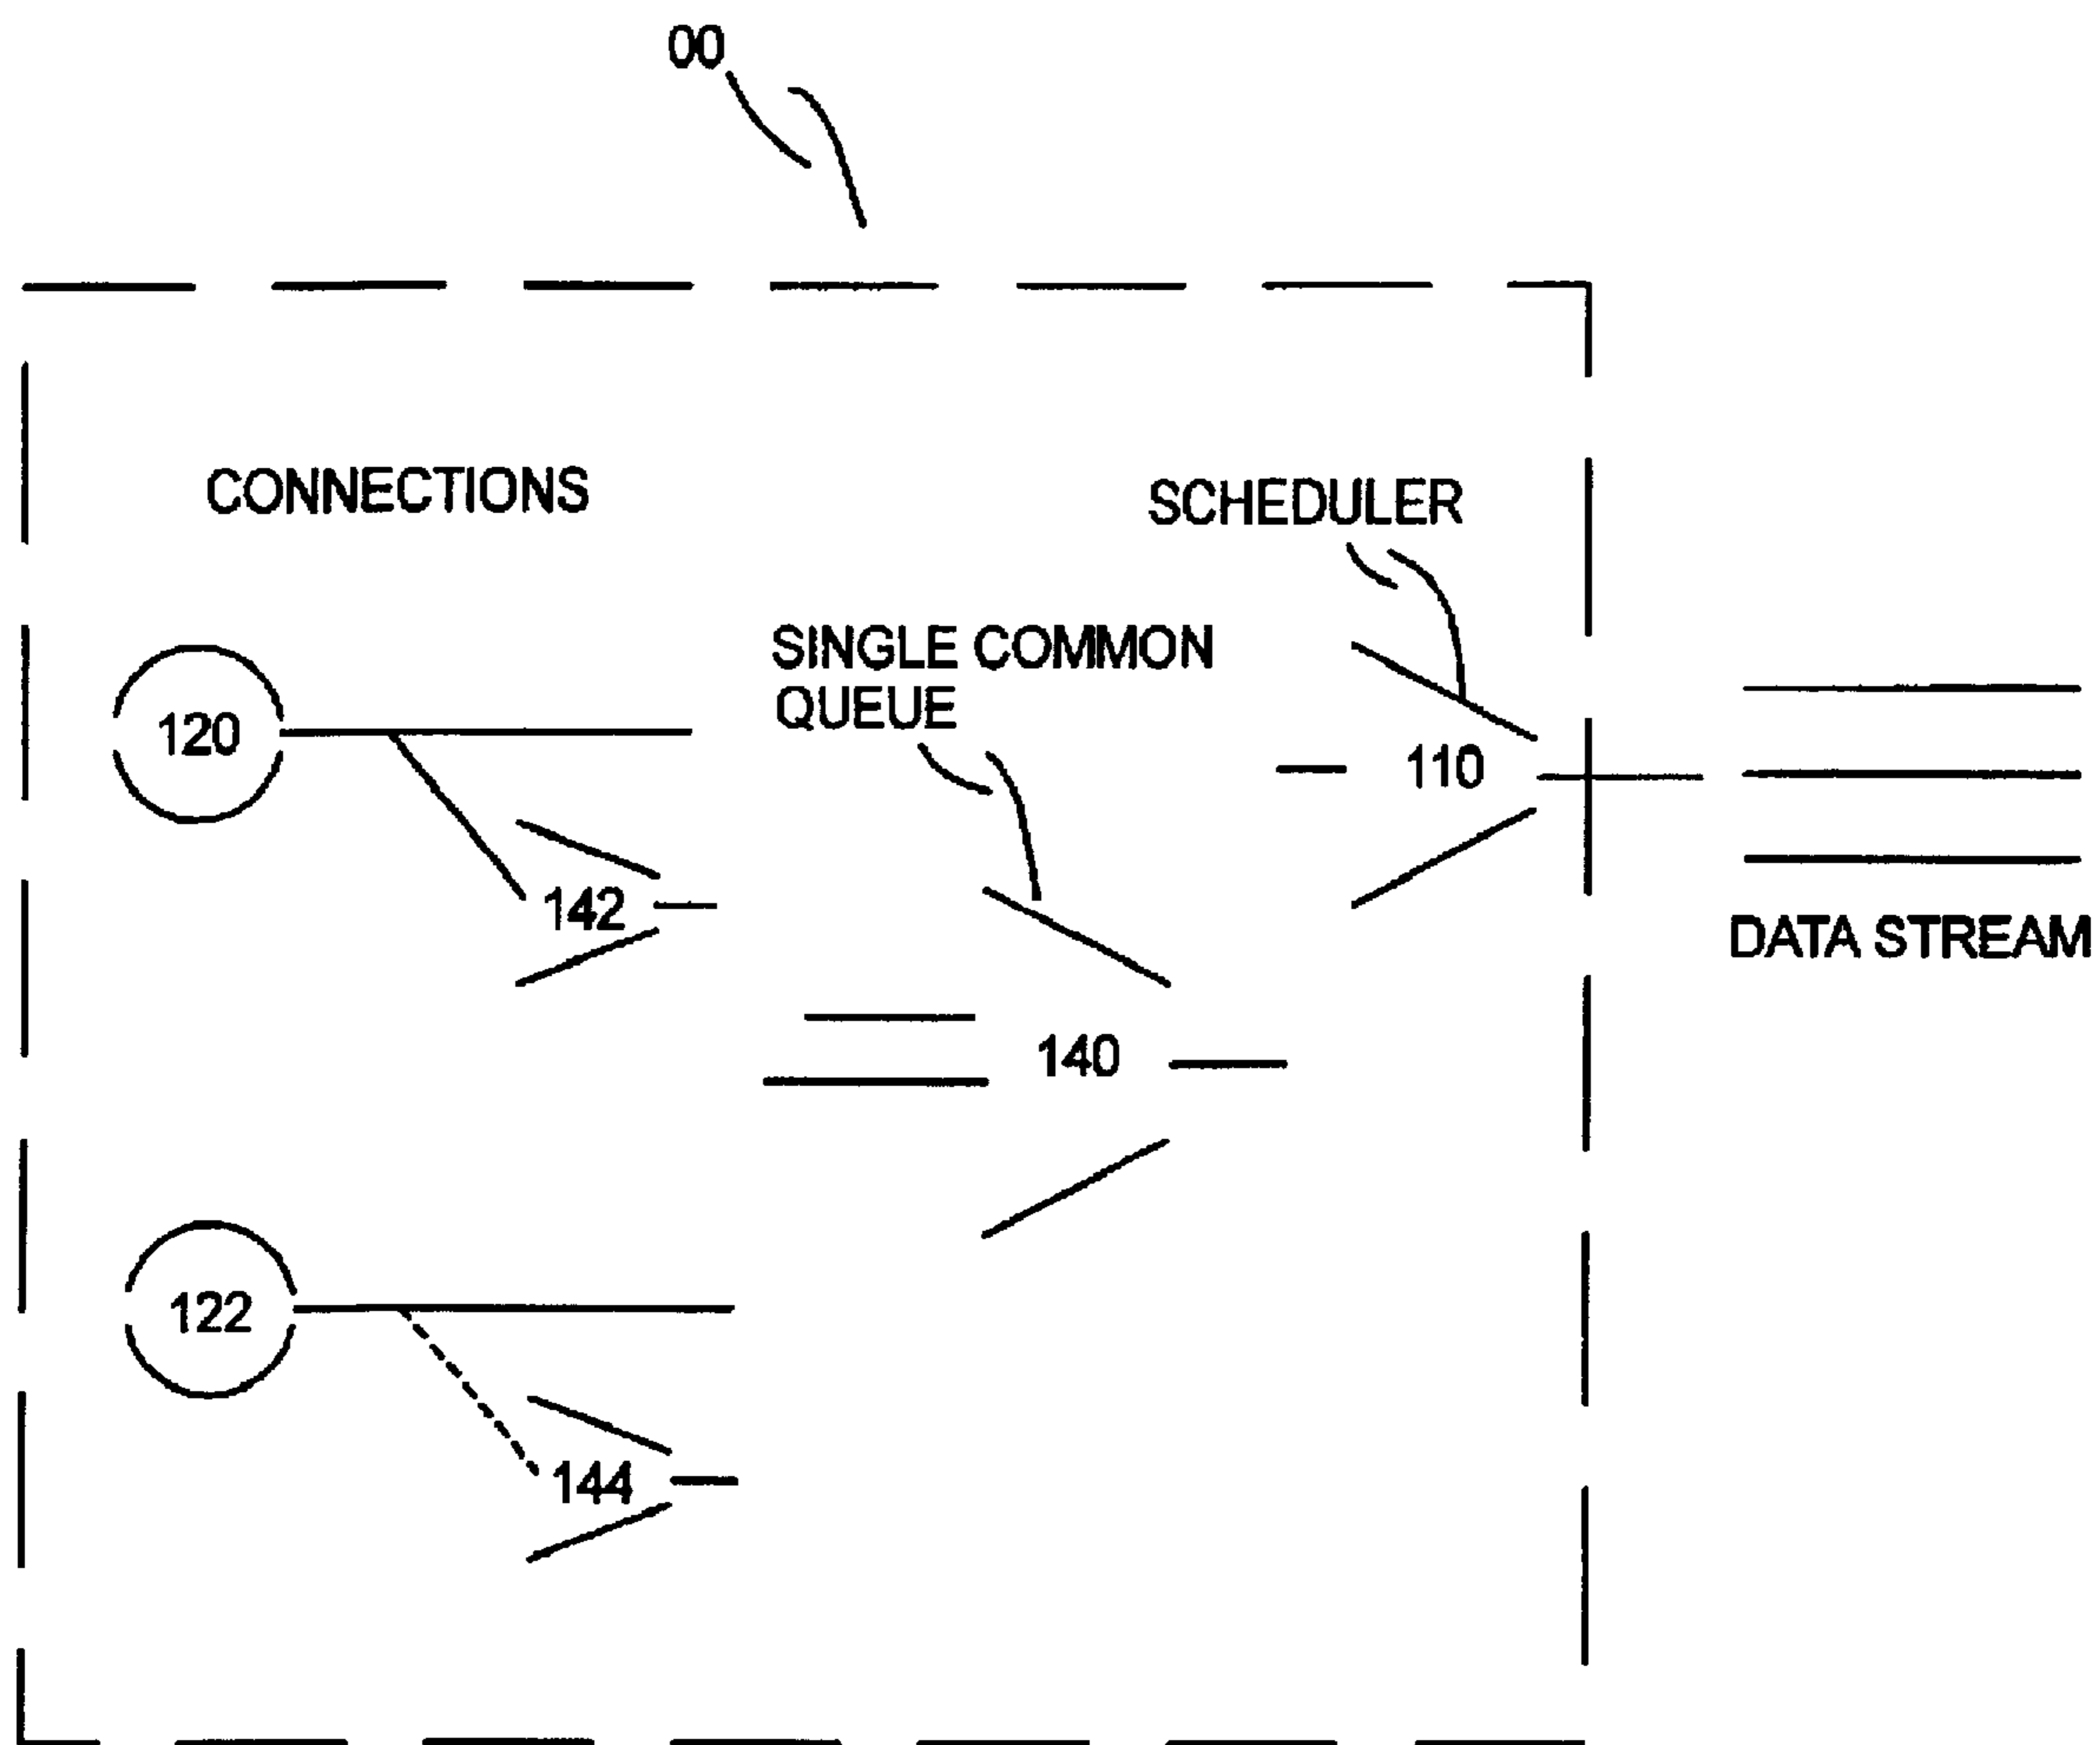 00
CONNECTIONS
SCHEDULER
SINGLE COMMON
QUEUE
120
110
142
DATA STREAM
140
122
144